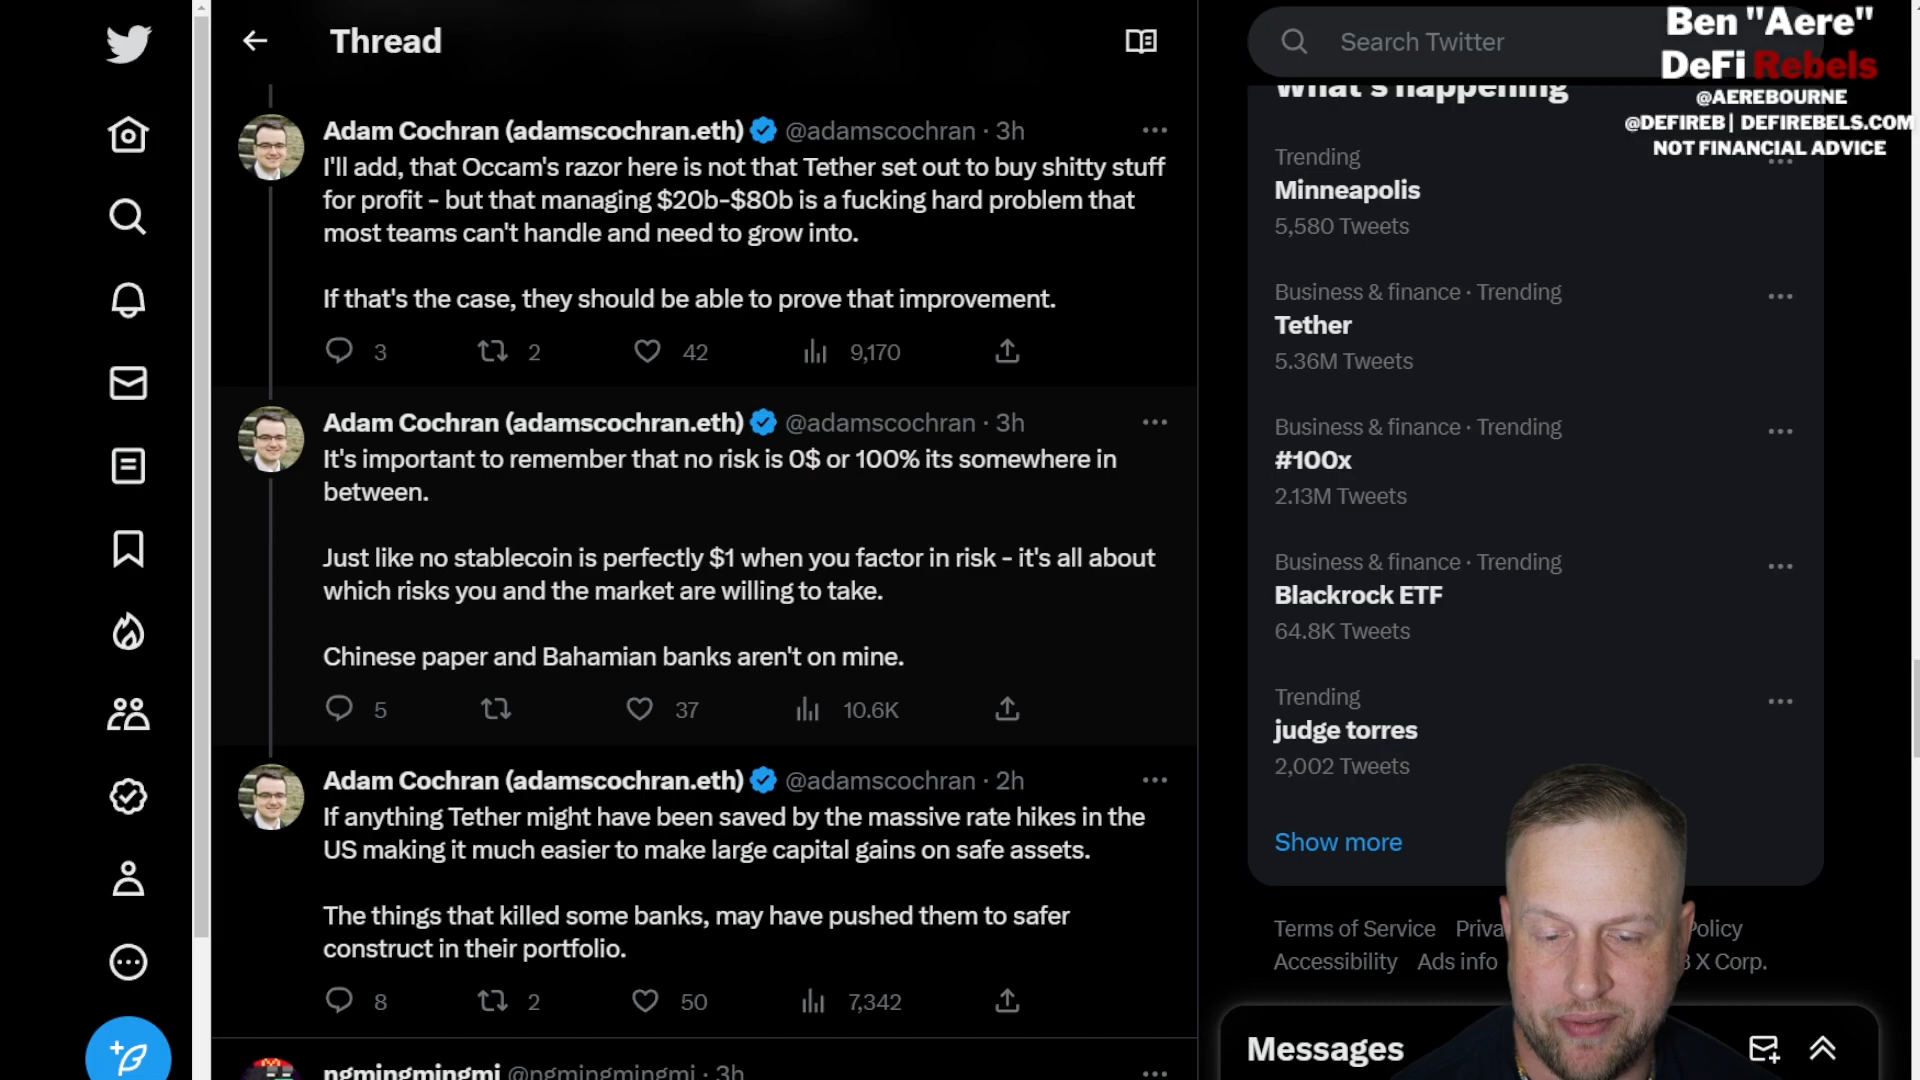 Thread
Adam Cochran (adamscochran.eth) @adamscochran · 3h
I'll add, that Occam's razor here is not that Tether set out to buy shitty stuff
for profit - but that managing $20b-$80b is a fucking hard problem that
most teams can't handle and need to grow into.
If that's the case, they should be able to prove that improvement.
3 2 42 9,170
Adam Cochran (adamscochran.eth) @adamscochran · 3h
It's important to remember that no risk is 0$ or 100% its somewhere in
between.
Just like no stablecoin is perfectly $1 when you factor in risk - it's all about
which risks you and the market are willing to take.
Chinese paper and Bahamian banks aren't on mine.
5 37 10.6K
Adam Cochran (adamscochran.eth) @adamscochran · 2h
If anything Tether might have been saved by the massive rate hikes in the
US making it much easier to make large capital gains on safe assets.
The things that killed some banks, may have pushed them to safer
construct in their portfolio.
8 2 50 7,342
ngmingmingmi @ngmingmingmi · 3h
Search Twitter
Ben "Aere"
DeFi Rebels
@AEREBOURNE
@DEFIREB | DEFIREBELS.COM
NOT FINANCIAL ADVICE
What's happening
Trending
Minneapolis
5,580 Tweets
Business & finance · Trending
Tether
5.36M Tweets
Business & finance · Trending
#100x
2.13M Tweets
Business & finance · Trending
Blackrock ETF
64.8K Tweets
Trending
judge torres
2,002 Tweets
Show more
Terms of Service Policy
Accessibility Ads info X Corp.
Messages